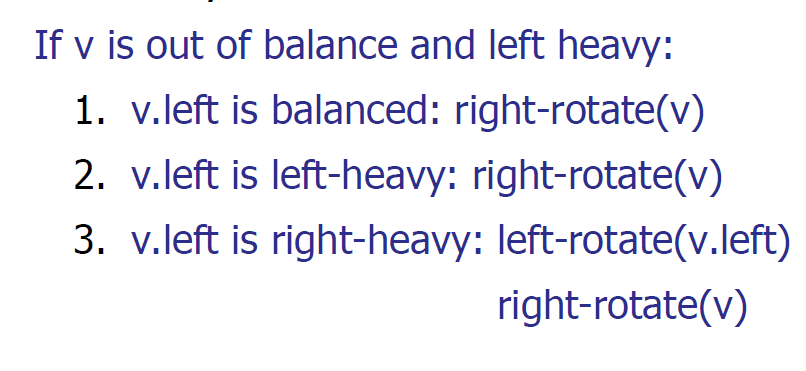 If v is out of balance and left heavy:
1. v.left is balanced: right-rotate(v)
2. v.left is left-heavy: right-rotate(v)
3. v.left is right-heavy: left-rotate(v.left)
right-rotate(v)